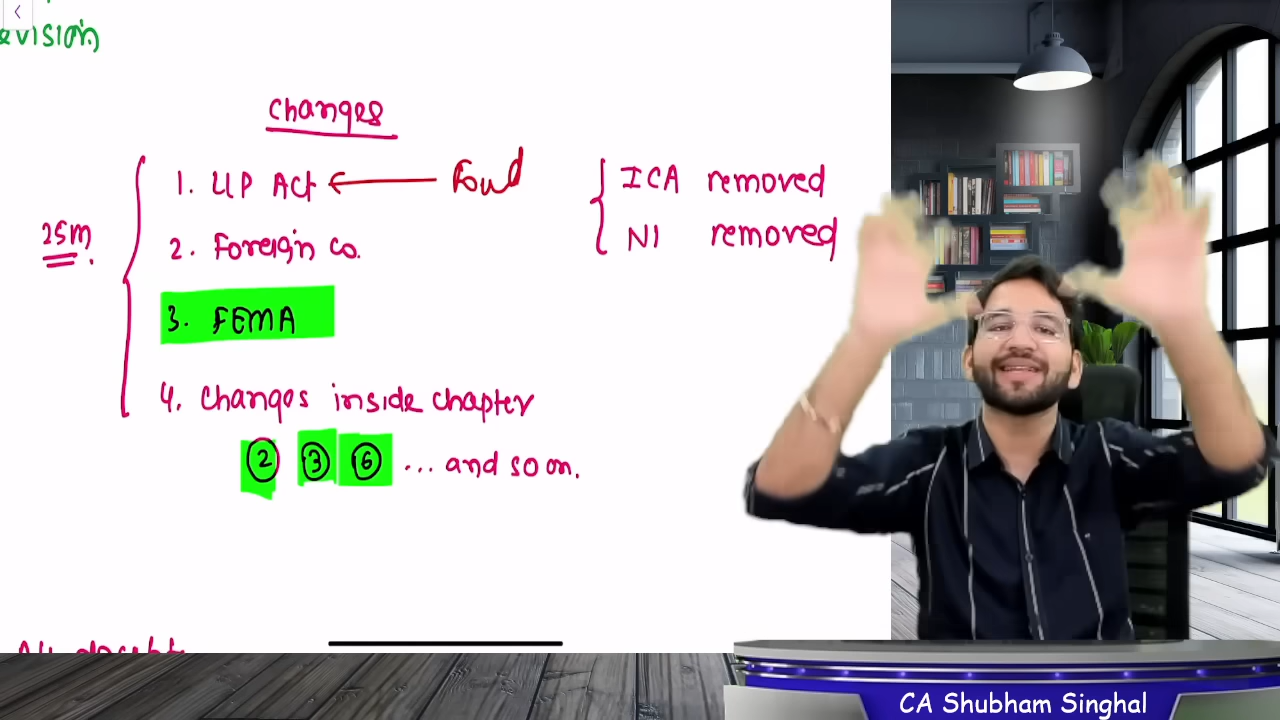 evision
Changes
1. LLP Act ← Found
2. Foreign Co.
25m
3. FEMA
4. Changes inside chapter
② ③ ⑥ ... and so on.
ICA removed
NI removed
CA Shubham Singhal